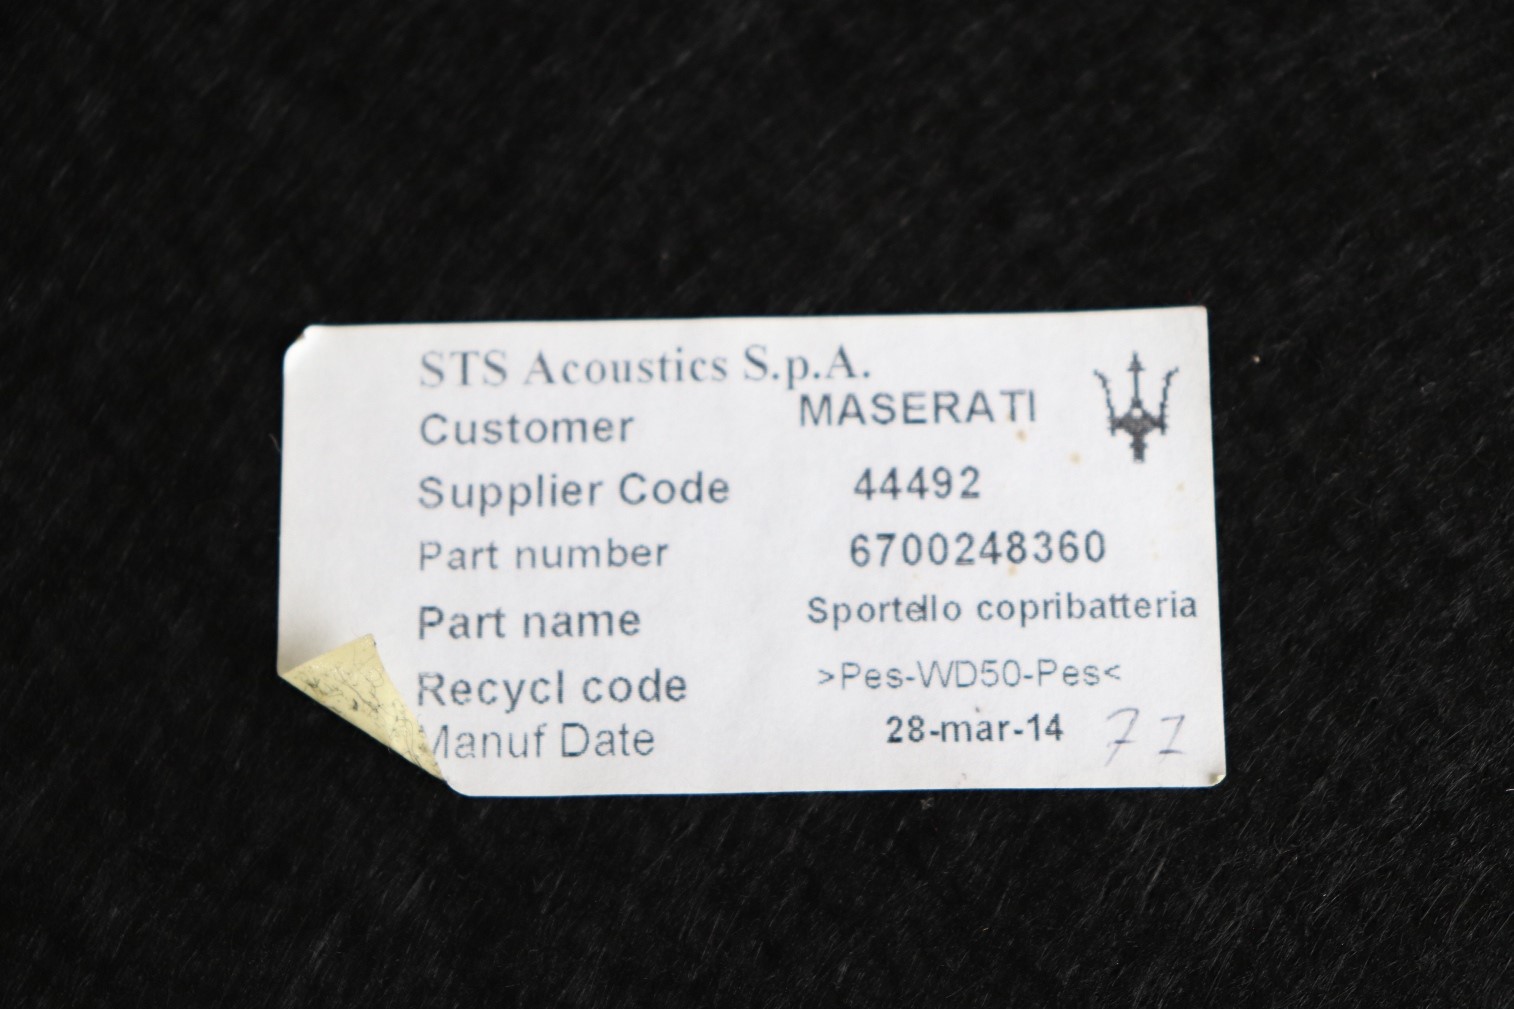 STS Acoustics S.p.A.
Customer MASERATI
Supplier Code 44492
Part number 6700248360
Part name Sportello copribatteria
Recycl code >Pes-WD50-Pes<
Manuf Date 28-mar-14 77